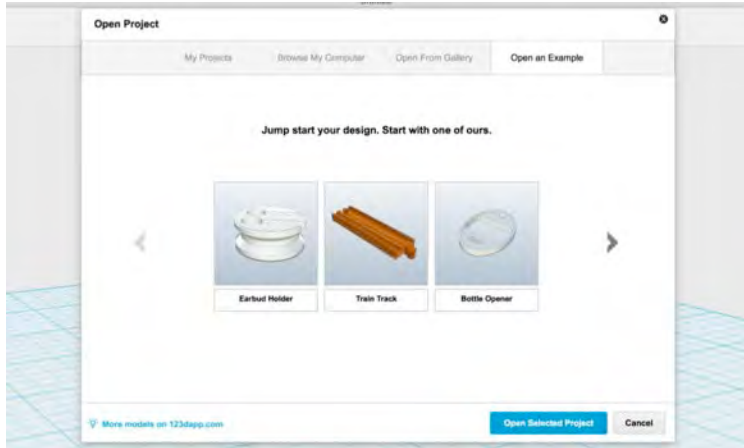 Open Project
My Projects Browse My Computer Open From Gallery Open an Example
Jump start your design. Start with one of ours.
Earbud Holder Train Track Bottle Opener
More models on 123dapp.com Open Selected Project Cancel